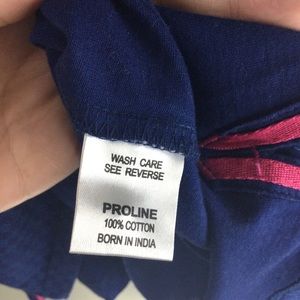 WASH CARE
SEE REVERSE
PROLINE
100% COTTON
BORN IN INDIA